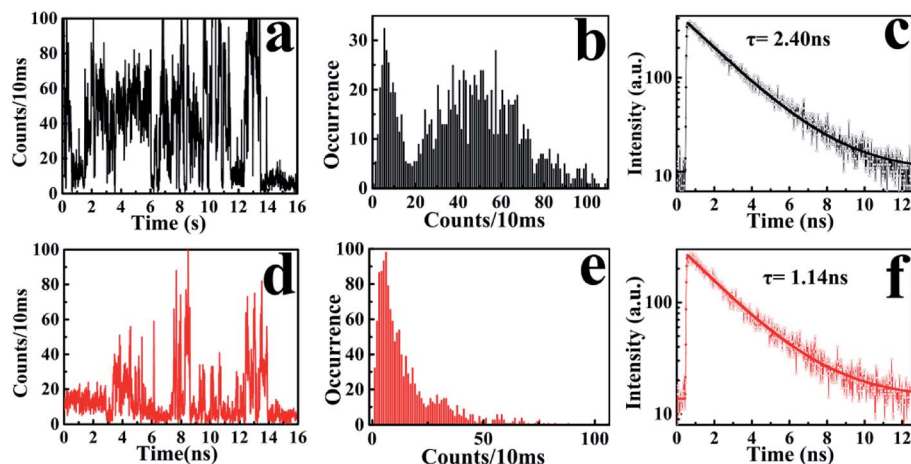 a
Counts/10ms
100
80
60
40
20
0
0 2 4 6 8 10 12 14 16
Time (s)
b
Occurrence
30
20
10
0
0 20 40 60 80 100
Counts/10ms
c
τ= 2.40ns
Intensity (a.u.)
100
10
0 2 4 6 8 10 12
Time (ns)
d
Counts/10ms
100
80
60
40
20
0
0 2 4 6 8 10 12 14 16
Time(ns)
e
Occurrence
100
80
60
40
20
0
0 50 100
Counts/10ms
f
τ= 1.14ns
Intensity (a.u.)
100
10
0 2 4 6 8 10 12
Time (ns)